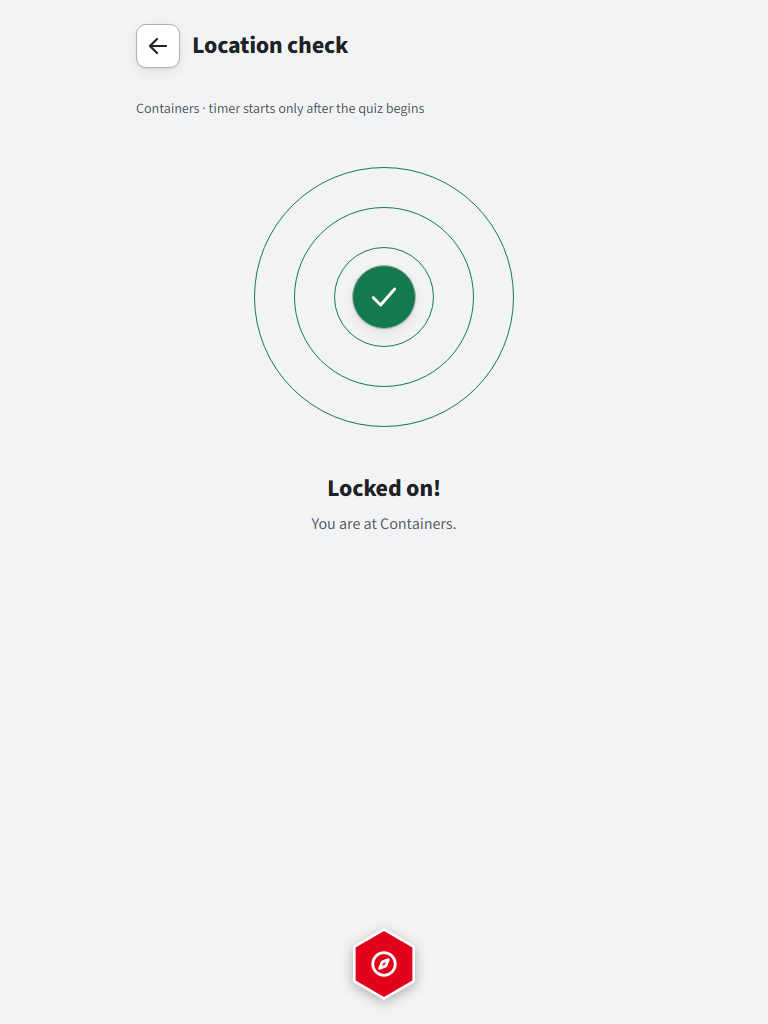 Location check
Containers · timer starts only after the quiz begins
Locked on!
You are at Containers.